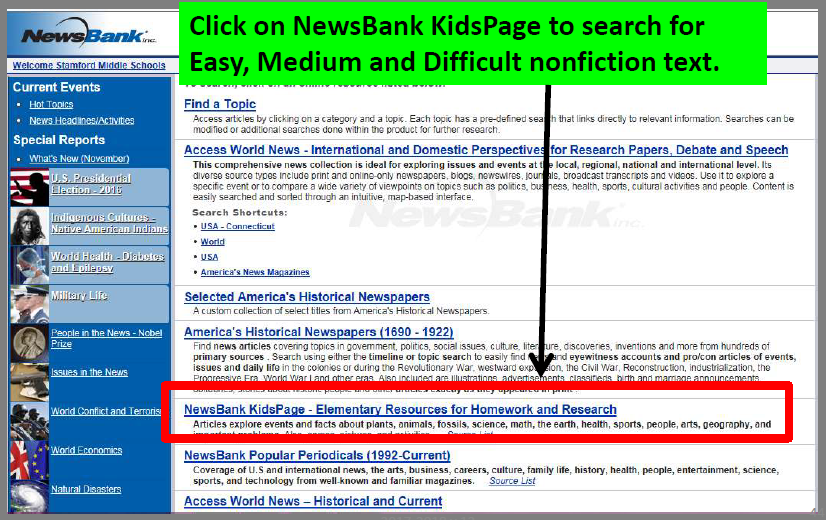 Click on NewsBank KidsPage to search for
Easy, Medium and Difficult nonfiction text.
NewsBank inc.
Welcome Stamford Middle Schools
Current Events
• Hot Topics
• News Headlines/Activities
Special Reports
• What's New (November)
U.S. Presidential
Election - 2016
Indigenous Cultures -
Native American Indians
World Health - Diabetes
and Epilepsy
Military Life
People in the News - Nobel
Prize
Issues in the News
World Conflict and Terrorism
World Economics
Natural Disasters
Find a Topic
Access articles by clicking on a category and a topic. Each topic has a pre-defined search that links directly to relevant information. Searches can be
modified or additional searches done within the product for further research.
Access World News - International and Domestic Perspectives for Research Papers, Debate and Speech
This comprehensive news collection is ideal for exploring issues and events at the local, regional, national and international level. Its
diverse source types include print and online-only newspapers, blogs, newswires, journals, broadcast transcripts and videos. Use it to explore a
specific event or to compare a wide variety of viewpoints on topics such as politics, business, health, sports, cultural activities and people. Content is
easily searched and sorted through an intuitive, map-based interface.
NewsBank inc.
Search Shortcuts:
• USA - Connecticut
• World
• USA
• America's News Magazines
Selected America's Historical Newspapers
A custom collection of select titles from America's Historical Newspapers.
America's Historical Newspapers (1690 - 1922)
Find news articles covering topics in government, politics, social issues, culture, literature, discoveries, inventions and more from hundreds of
primary sources . Search using either the timeline or topic search to easily find and eyewitness accounts and pro/con articles of events,
issues and daily life in the colonies or during the Revolutionary War, westward expansion, the Civil War, Reconstruction, industrialization, the
Progressive Era, World War I and other eras. Also included are illustrations, advertisements, classifieds, birth and marriage announcements,
NewsBank KidsPage - Elementary Resources for Homework and Research
Articles explore events and facts about plants, animals, fossils, science, math, the earth, health, sports, people, arts, geography, and
NewsBank Popular Periodicals (1992-Current)
Coverage of U.S and international news, the arts, business, careers, culture, family life, history, health, people, entertainment, science,
sports, and technology from well-known and familiar magazines. Source List
Access World News – Historical and Current